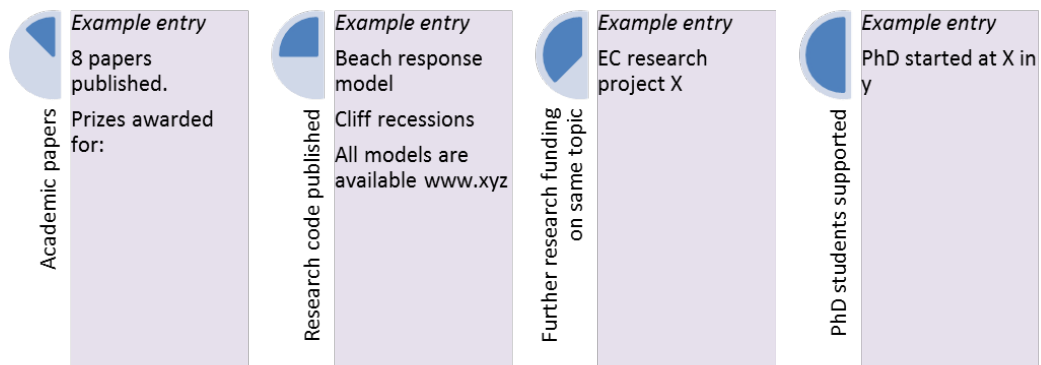 Academic papers
Example entry
8 papers
published.
Prizes awarded
for:
Research code published
Example entry
Beach response
model
Cliff recessions
All models are
available www.xyz
Further research funding
on same topic
Example entry
EC research
project X
PhD students supported
Example entry
PhD started at X in
y